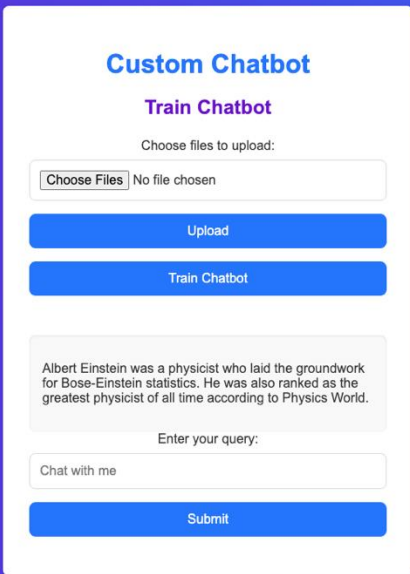 Custom Chatbot
Train Chatbot
Choose files to upload:
Choose Files No file chosen
Upload
Train Chatbot
Albert Einstein was a physicist who laid the groundwork
for Bose-Einstein statistics. He was also ranked as the
greatest physicist of all time according to Physics World.
Enter your query:
Chat with me
Submit